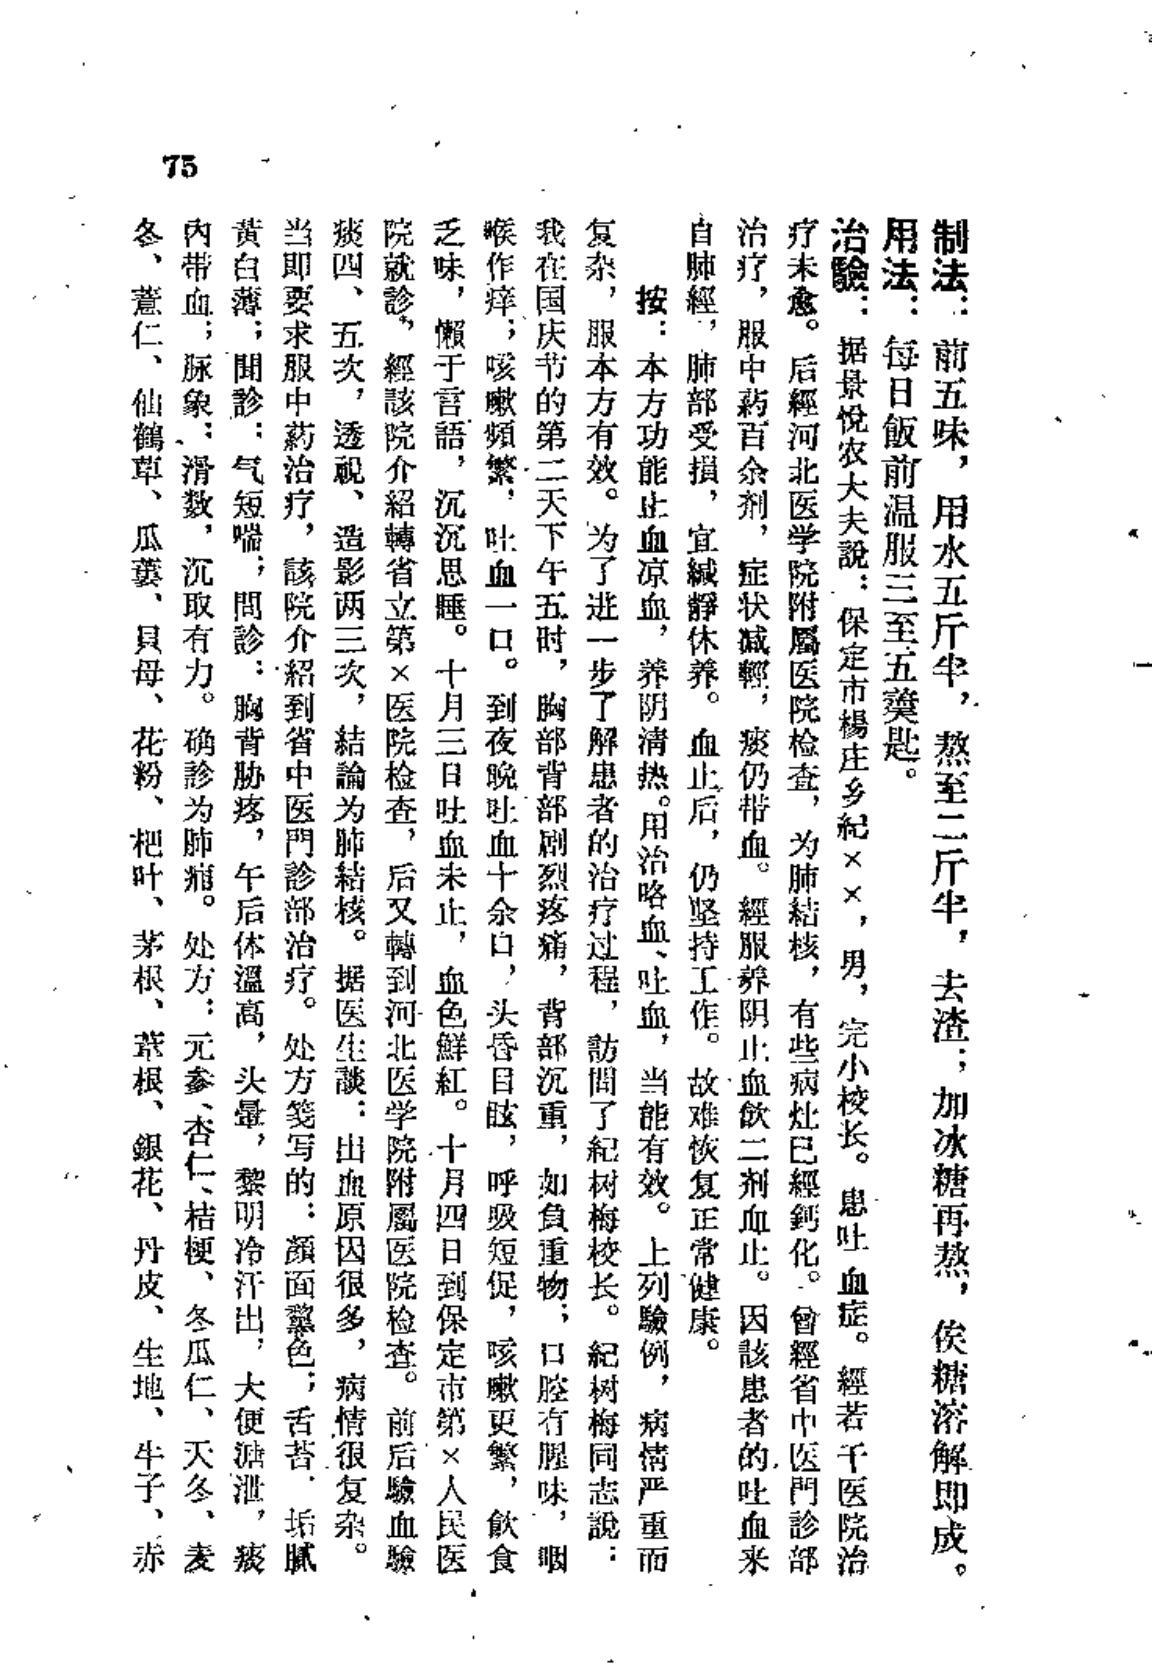 制法：前五味，用水五斤半，熬至二斤半，去渣；加冰糖再熬，俟糖溶解即成。
用法：每日飯前温服三至五羹匙。
治驗：据景悅农大夫說：保定市楊庄乡紀××，男，完小校长。患吐血症。經若干医院治
疗未愈。后經河北医学院附屬医院检查，为肺結核，有些病灶已經鈣化。曾經省中医門診部
治疗，服中葯百余剂，症状减輕，痰仍带血。經服养阴止血飲二剂血止。因該患者的吐血来
自肺經，肺部受損，宜緘靜休养。血止后，仍坚持工作。故难恢复正常健康。
按：本方功能止血凉血，养阴清热。用治咯血、吐血，当能有效。上列驗例，病情严重而
复杂，服本方有效。为了进一步了解患者的治疗过程，訪問了紀树梅校长。紀树梅同志說：
我在国庆节的第二天下午五时，胸部背部剧烈疼痛，背部沉重，如負重物；口腔有腥味，咽
喉作痒；咳嗽頻繁，吐血一口。到夜晚吐血十余口，头昏目眩，呼吸短促，咳嗽更繁，飲食
乏味，懶于言語，沉沉思睡。十月三日吐血未止，血色鮮紅。十月四日到保定市第×人民医
院就診，經該院介紹轉省立第×医院检查，后又轉到河北医学院附屬医院检查。前后驗血驗
痰四、五次，透视、造影两三次，結論为肺結核。据医生談：出血原因很多，病情很复杂。
当即要求服中葯治疗，該院介紹到省中医門診部治疗。处方笺写的：顏面黧色；舌苔，垢膩
黄白薄；聞診：气短喘；問診：胸背胁疼，午后体溫高，头暈，黎明冷汗出，大便溏泄，痰
內带血；脉象：滑数，沉取有力。确診为肺痈。处方：元参、杏仁、桔梗、冬瓜仁、天冬、麦
冬、薏仁、仙鶴草、瓜蒌、貝母、花粉、杷叶、茅根、葦根、銀花、丹皮、生地、牛子、赤
75